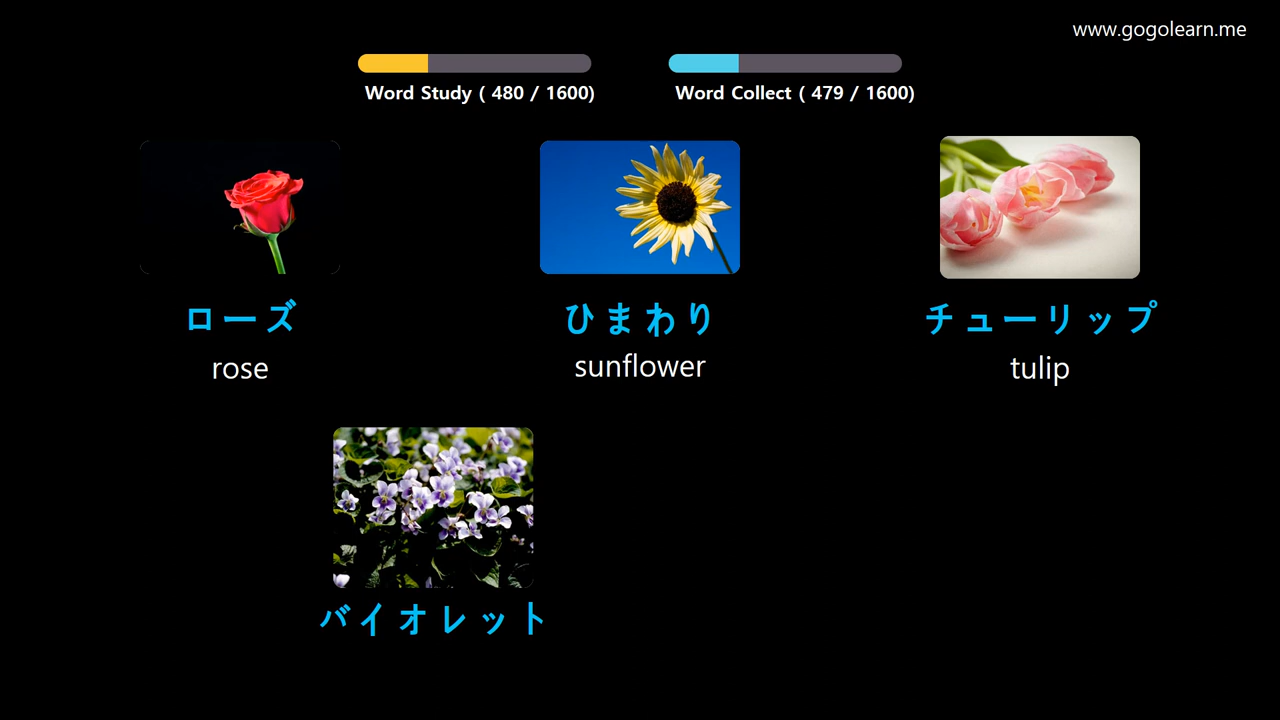 www.gogolearn.me
Word Study ( 480 / 1600)
Word Collect ( 479 / 1600)
ローズ
ひまわり
チューリップ
rose
sunflower
tulip
バイオレット